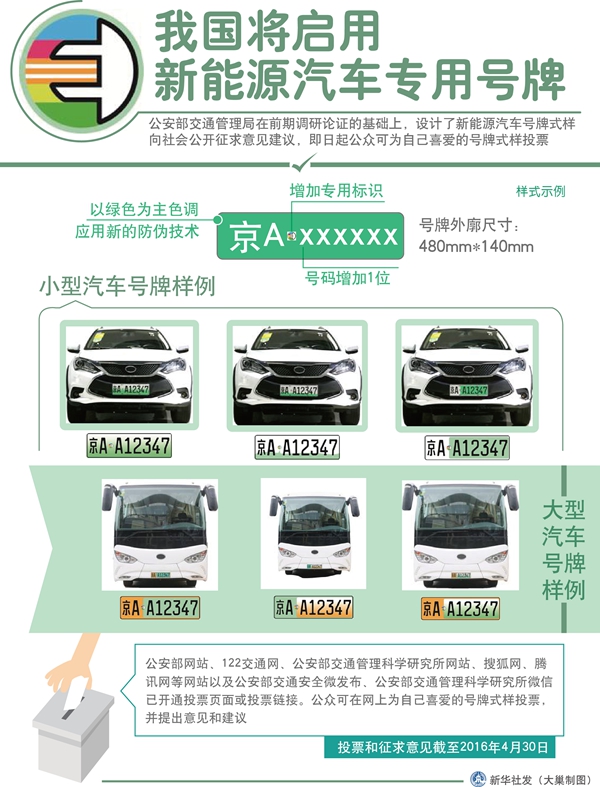 我国将启用
新能源汽车专用号牌
公安部交通管理局在前期调研论证的基础上，设计了新能源汽车号牌式样
向社会公开征求意见建议，即日起公众可为自己喜爱的号牌式样投票
增加专用标识
样式示例
以绿色为主色调
应用新的防伪技术
京A·xxxxxx
号牌外廓尺寸：
480mm*140mm
号码增加1位
小型汽车号牌样例
京A A12347
京A A12347
京A A12347
京A A12347
京A A12347
京A A12347
大型汽车号牌样例
京A A12347
京A A12347
京A A12347
公安部网站、122交通网、公安部交通管理科学研究所网站、搜狐网、腾
讯网等网站以及公安部交通安全微发布、公安部交通管理科学研究所微信
已开通投票页面或投票链接。公众可在网上为自己喜爱的号牌式样投票，
并提出意见和建议
投票和征求意见截至2016年4月30日
新华社发（大巢制图）